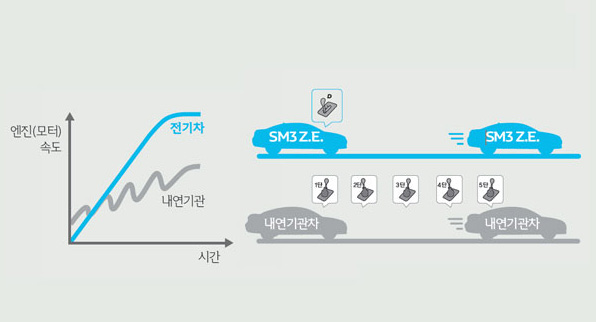 엔진(모터)
속도
전기차
내연기관
시간
D
SM3 Z.E.
SM3 Z.E.
1단
2단
3단
4단
5단
내연기관차
내연기관차